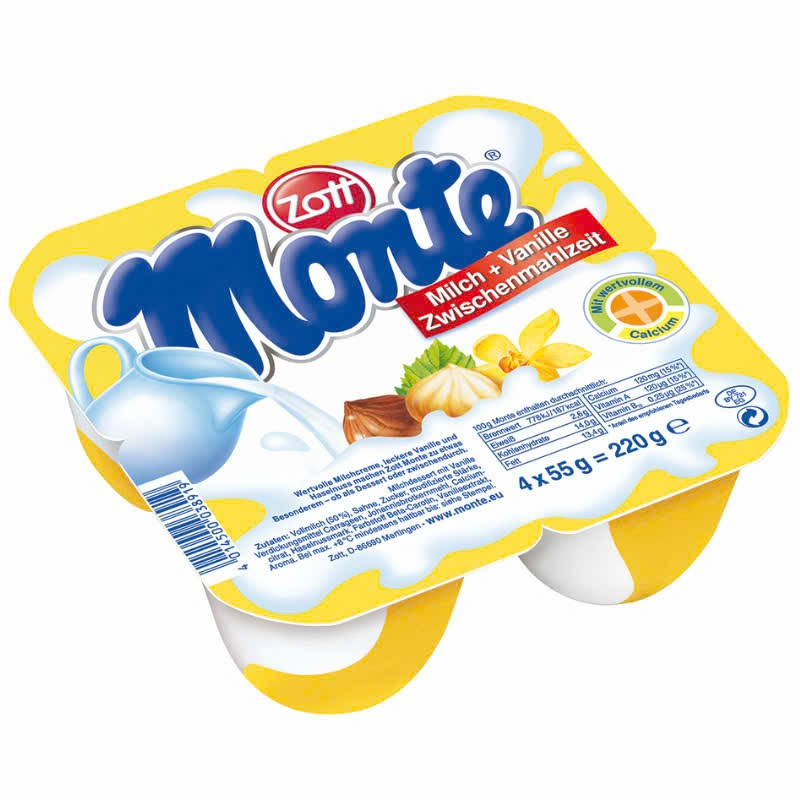 Zott
Monte®
Milch + Vanille
Zwischenmahlzeit
Mit wertvollem
Calcium
Wertvolle Milchcreme, leckere Vanille und
Haselnuss machen Zott Monte zu etwas
Besonderem – ob als Dessert oder zwischendurch.
Milchdessert mit Vanille
Zutaten: Vollmilch (50%), Sahne, Zucker, modifizierte Stärke,
Verdickungsmittel Carrageen, Johannisbrotkernmehl, Calcium-
citrat, Haselnussmark, Farbstoff Beta-Carotin, Vanilleextrakt,
Aroma. Bei max. +8°C mindestens haltbar bis: siehe Stempel.
Zott, D-86690 Mertingen · www.monte.eu
4 014500 038919
100g Monte enthalten durchschnittlich:
Brennwert 778kJ/187kcal
Eiweiß 2,6g
Kohlenhydrate 14,0g
Fett 13,4g
Calcium 120mg (15%*)
Vitamin A 120µg (15%*)
Vitamin B12 0,25µg (25%*)
*Anteil des empfohlenen Tagesbedarfs
DE
BY 721
EG
4 x 55 g = 220 g ℮